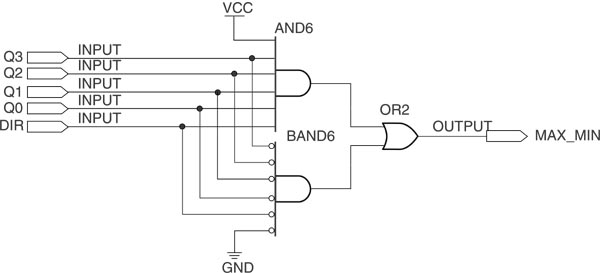 VCC
AND6
Q3 INPUT
Q2 INPUT
Q1 INPUT
Q0 INPUT
DIR INPUT
OR2
OUTPUT MAX_MIN
BAND6
GND